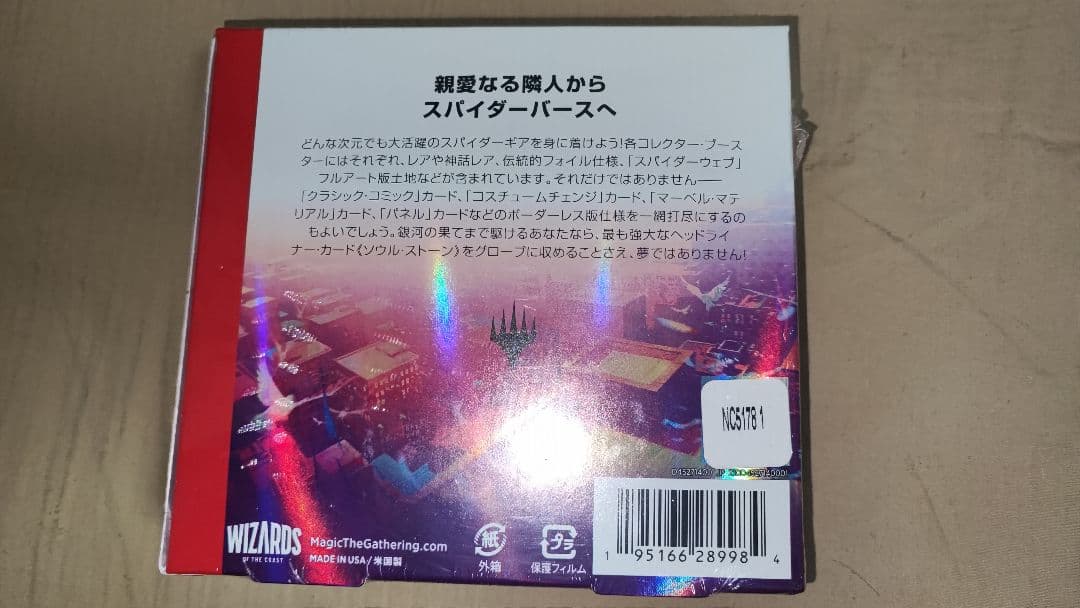 親愛なる隣人から
スパイダーバースへ
どんな次元でも大活躍のスパイダーギアを身に着けよう!各コレクター・ブース
ターにはそれぞれ、レアや神話レア、伝統的フォイル仕様、「スパイダーウェブ」
フルアート版土地などが含まれています。それだけではありません――
「クラシック・コミック」カード、「コスチュームチェンジ」カード、「マーベル・マテ
リアル」カード、「パネル」カードなどのボーダーレス版仕様を一網打尽にするの
もよいでしょう。銀河の果てまで駆けるあなたなら、最も強大なヘッドライ
ナー・カード《ソウル・ストーン》をグローブに収めることさえ、夢ではありません!
NC5178 1
WIZARDS
OF THE COAST
MagicTheGathering.com
MADE IN USA / 米国製
紙
外箱
プラ
保護フィルム
1 95166 28998 4